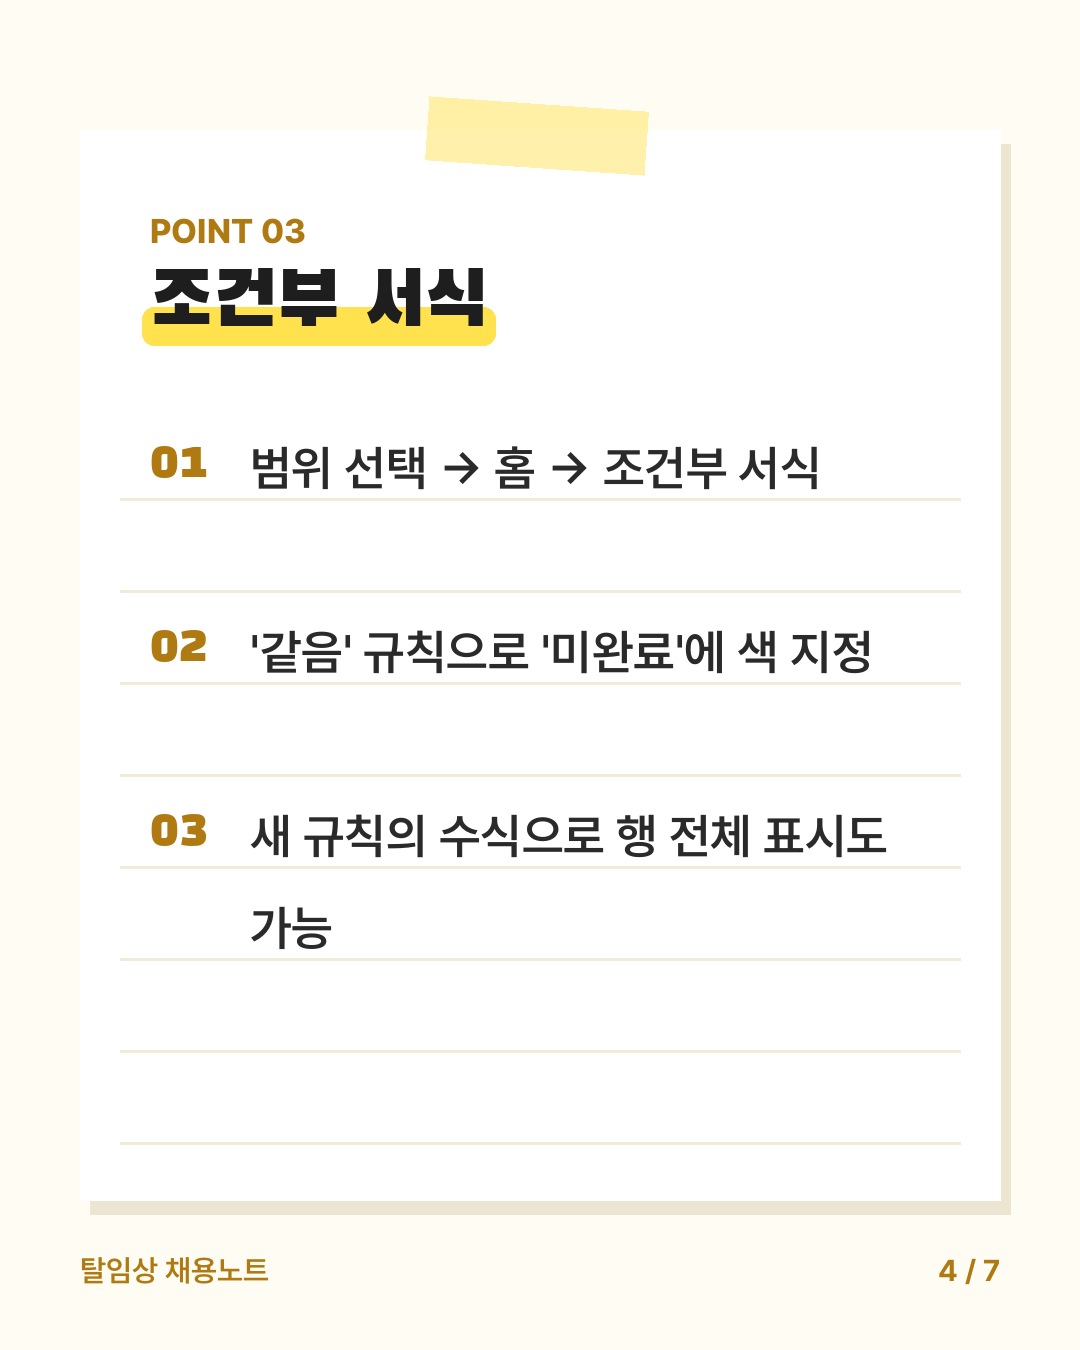 POINT 03
조건부 서식
01 범위 선택 → 홈 → 조건부 서식
02 '같음' 규칙으로 '미완료'에 색 지정
03 새 규칙의 수식으로 행 전체 표시도
가능
탈임상 채용노트
4 / 7